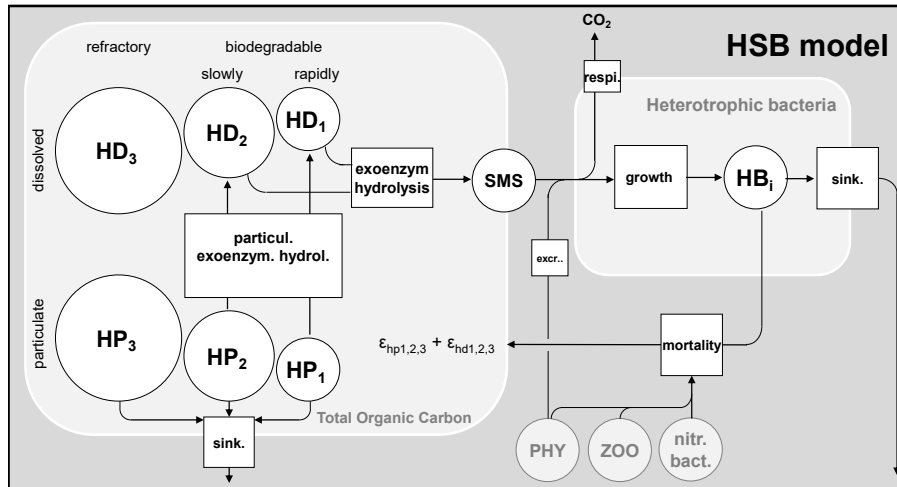 CO₂
HSB model
refractory
biodegradable
slowly
rapidly
respi.
Heterotrophic bacteria
dissolved
HD₃
HD₂
HD₁
exoenzym
hydrolysis
SMS
growth
HBᵢ
sink.
particul.
exoenzym. hydrol.
excr..
particulate
HP₃
HP₂
HP₁
εhp1,2,3 + εhd1,2,3
mortality
Total Organic Carbon
sink.
PHY
ZOO
nitr.
bact.